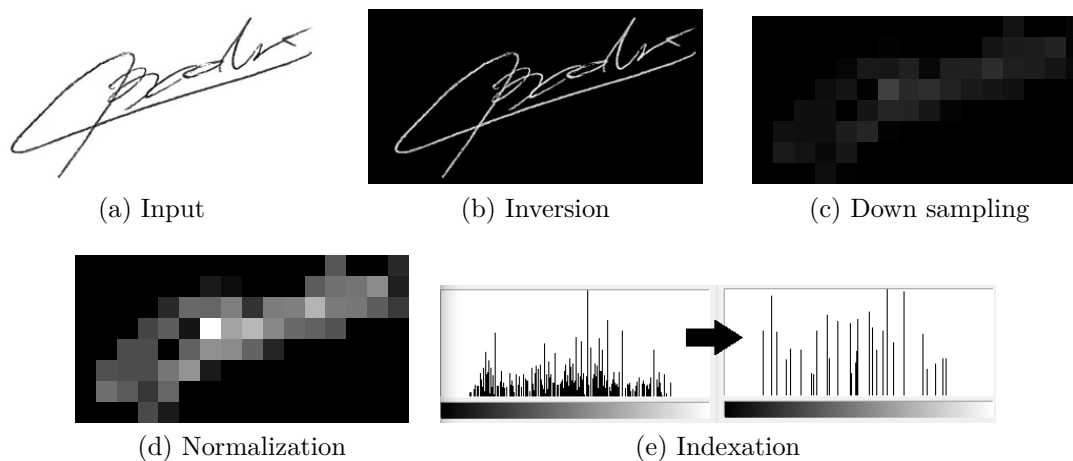 (a) Input
(b) Inversion
(c) Down sampling
(d) Normalization
(e) Indexation